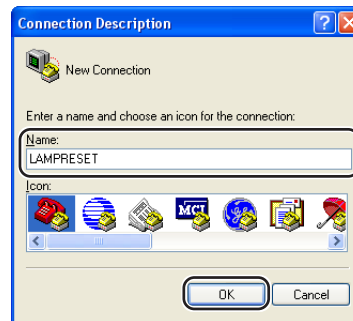 Connection Description
New Connection
Enter a name and choose an icon for the connection:
Name:
LAMPRESET
Icon:
MCI
OK
Cancel